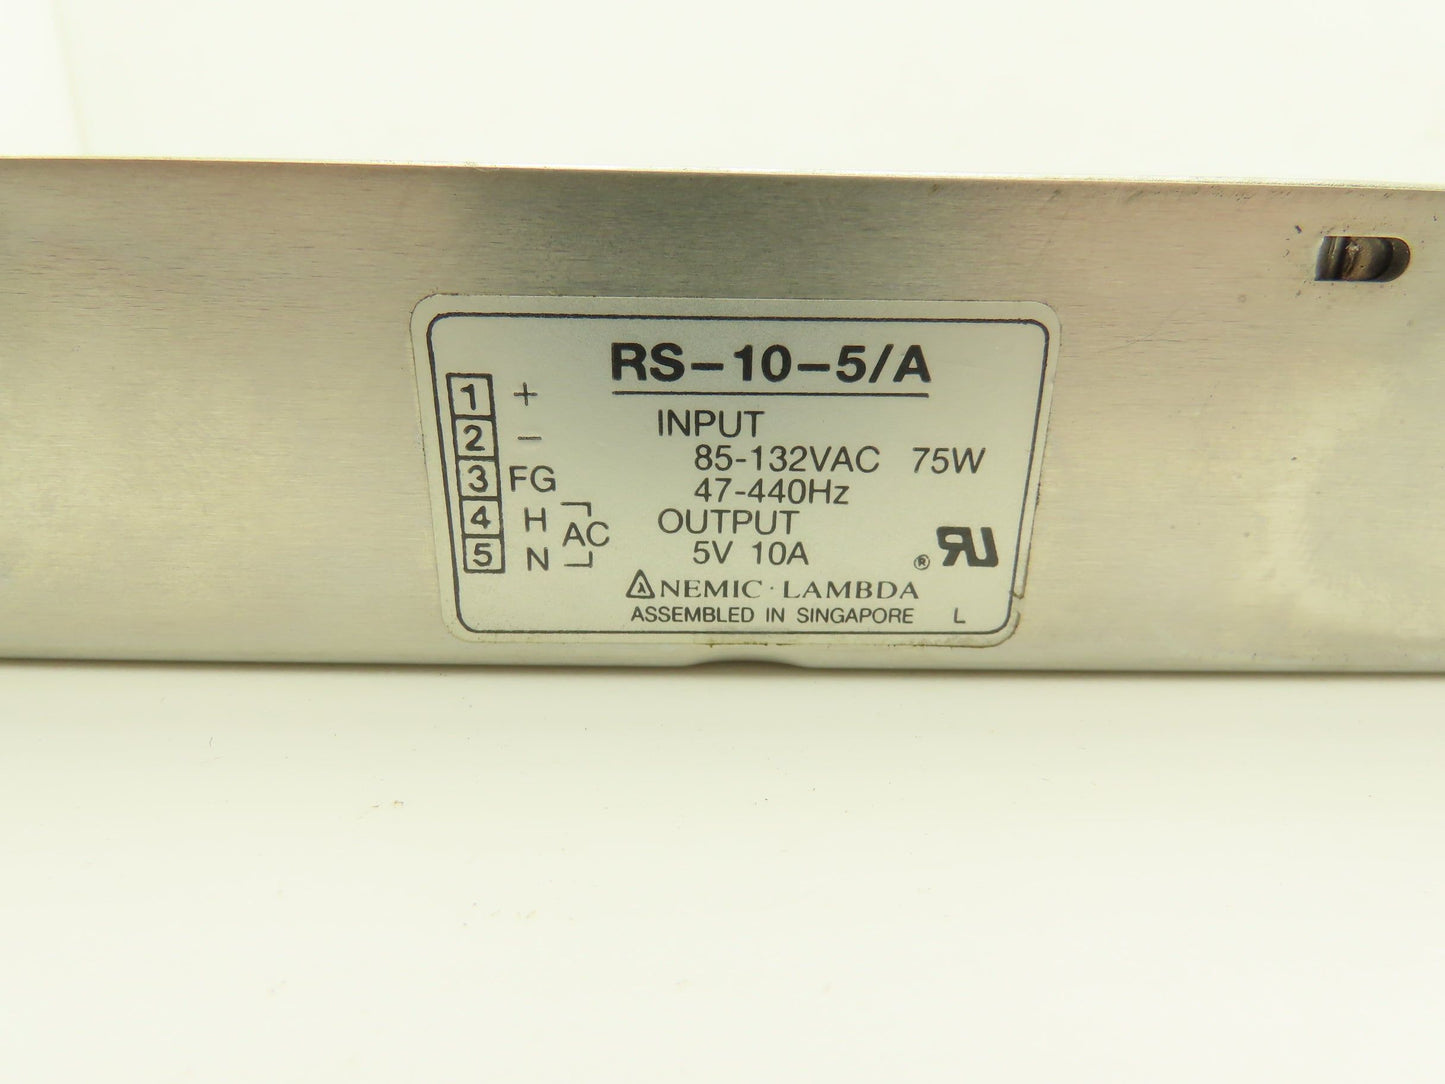 RS-10-5/A
1 +
2 -
3 FG
4 H
AC
5 N
INPUT
85-132VAC 75W
47-440Hz
OUTPUT
5V 10A
® RU
NEMIC · LAMBDA
ASSEMBLED IN SINGAPORE L